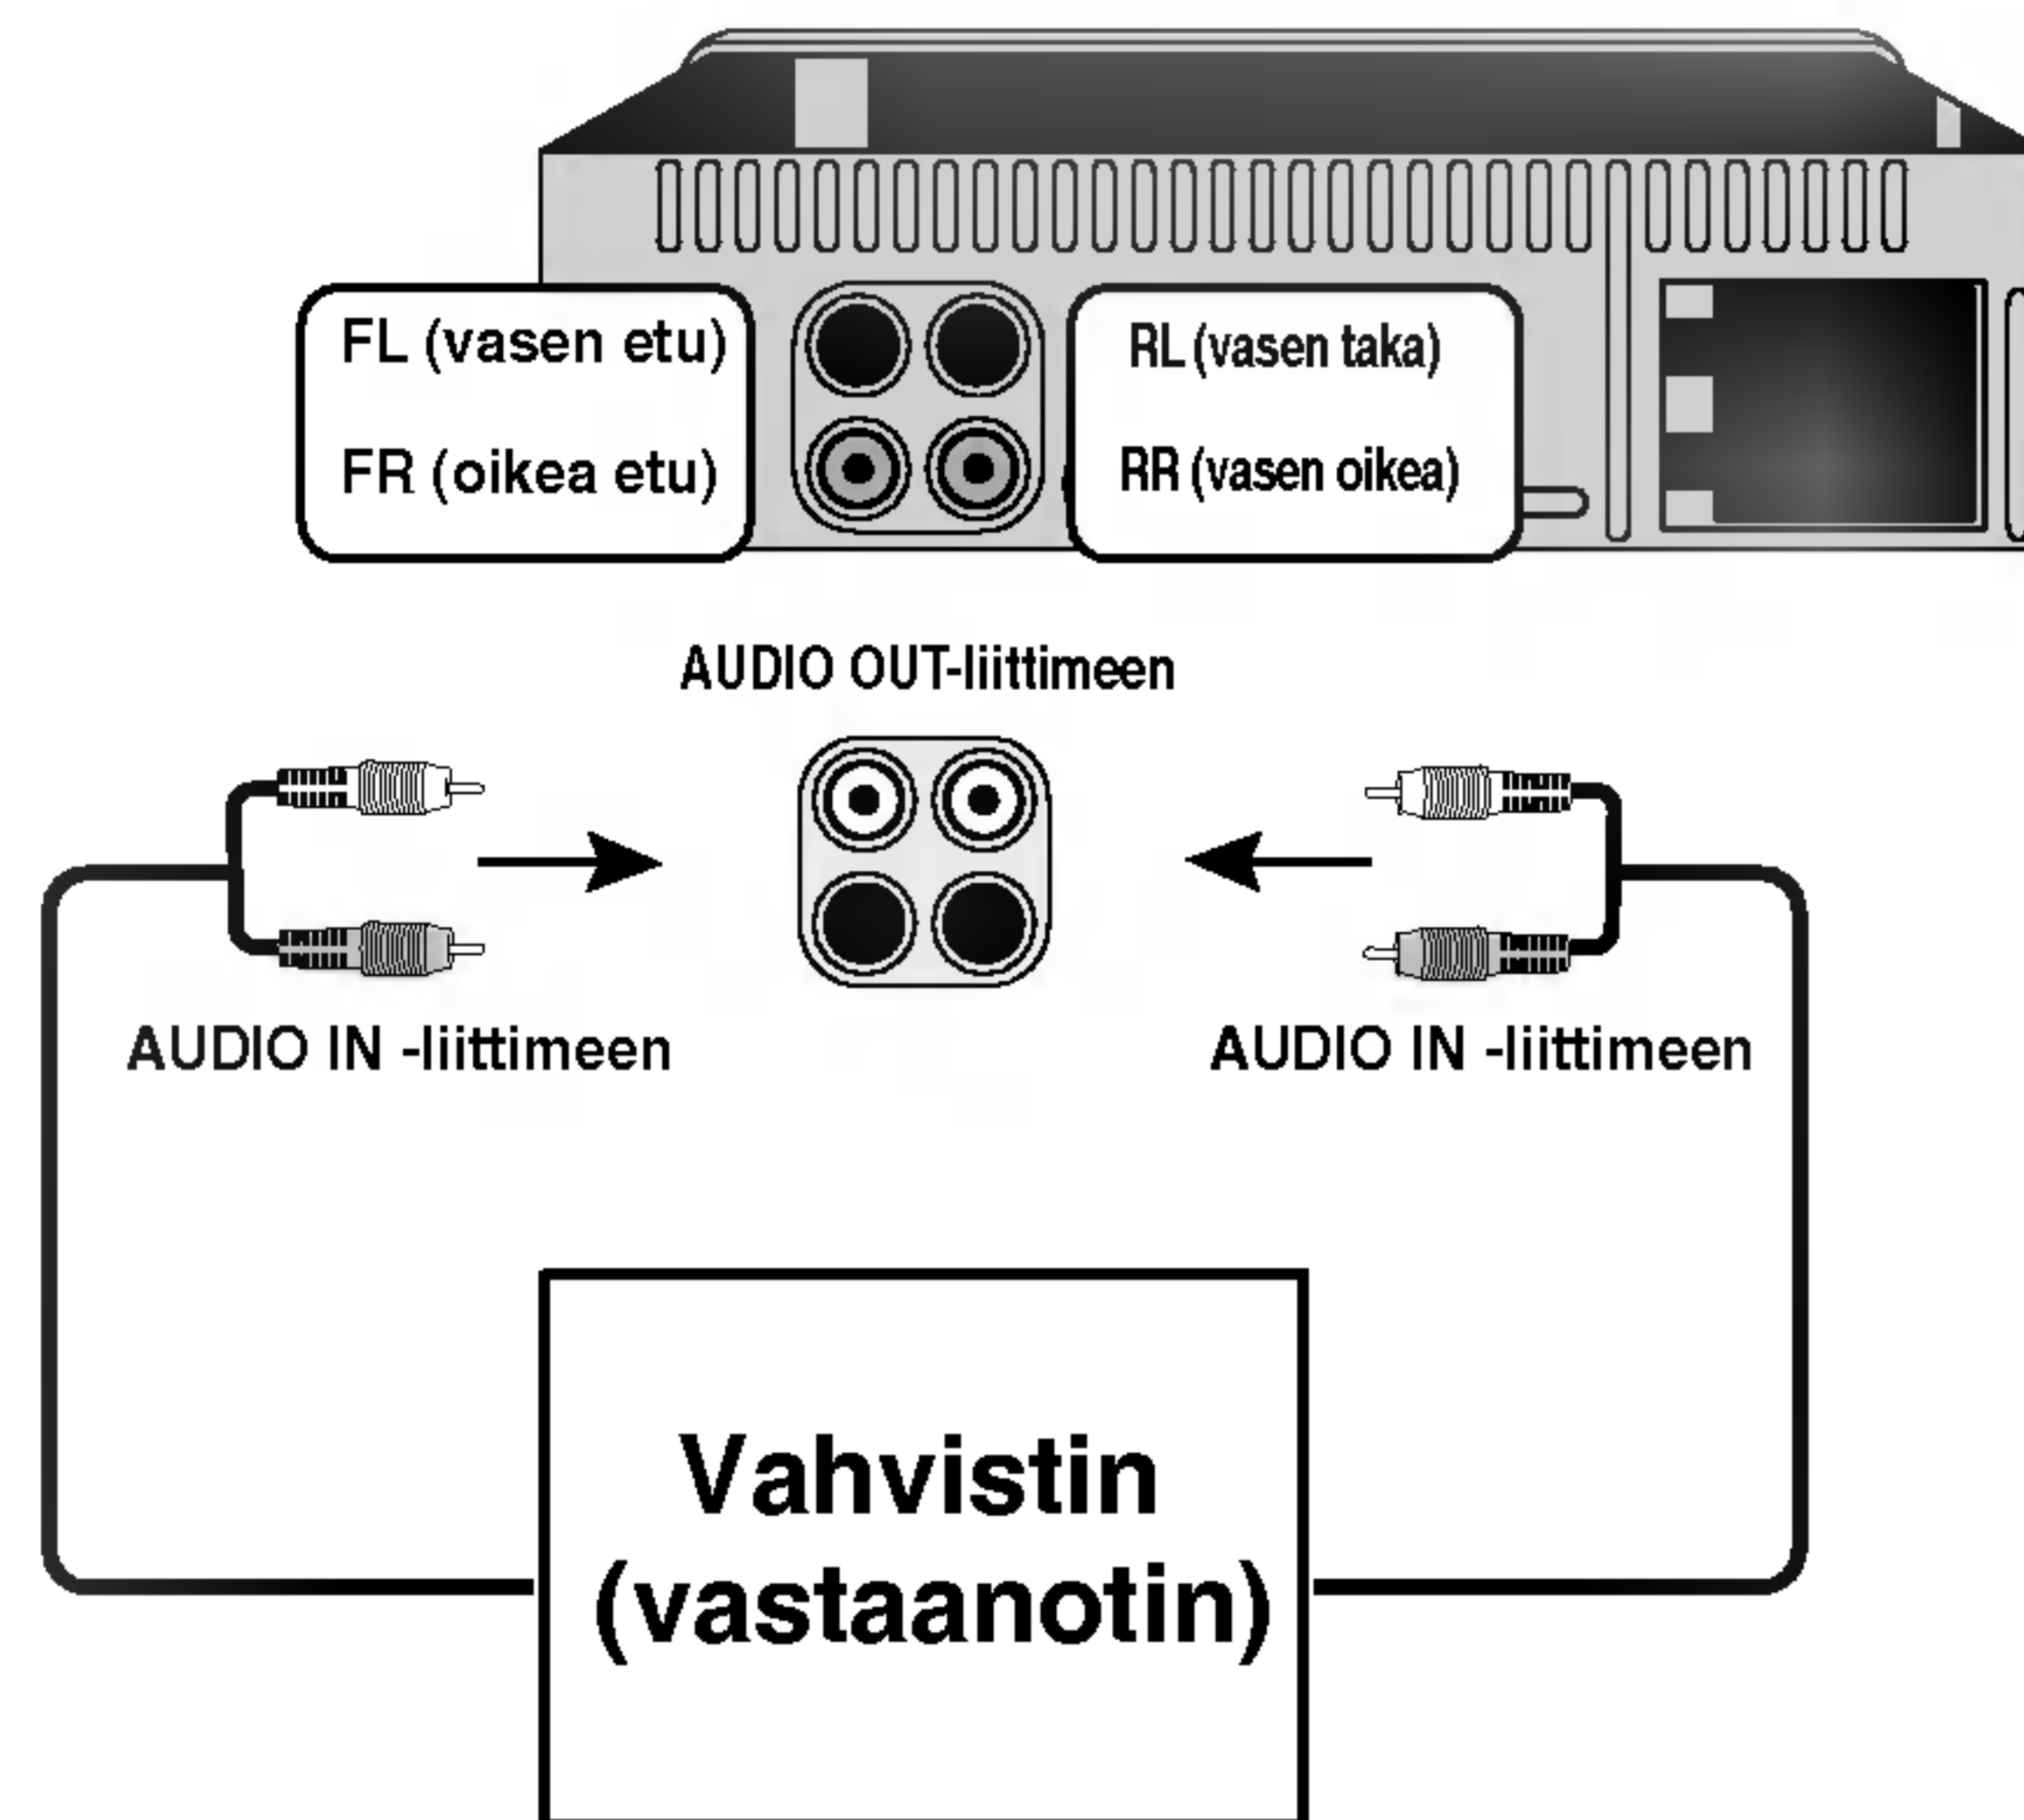 FL (vasen etu)
FR (oikea etu)
RL (vasen taka)
RR (vasen oikea)
AUDIO OUT-liittimeen
AUDIO IN -liittimeen
AUDIO IN -liittimeen
Vahvistin
(vastaanotin)